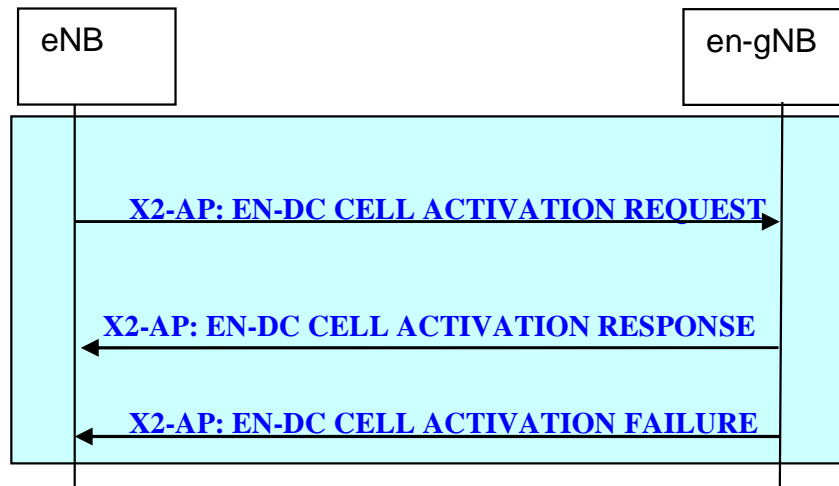 eNB
en-gNB
X2-AP: EN-DC CELL ACTIVATION REQUEST
X2-AP: EN-DC CELL ACTIVATION RESPONSE
X2-AP: EN-DC CELL ACTIVATION FAILURE